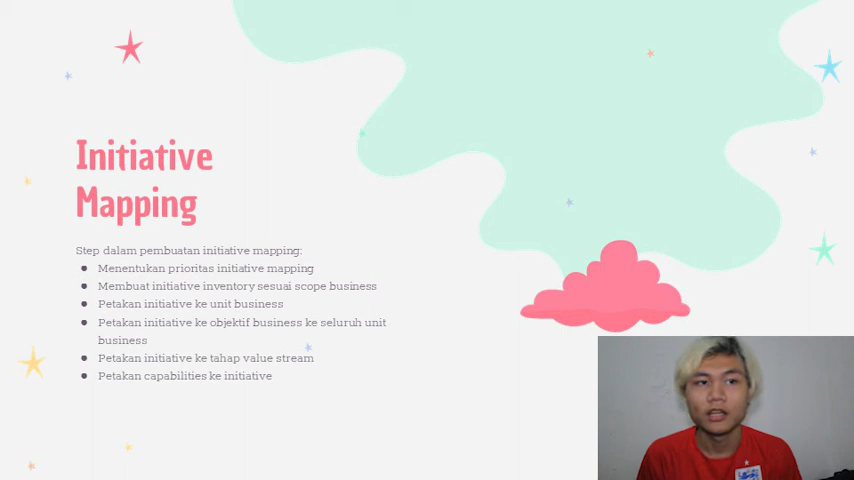 Initiative
Mapping
Step dalam pembuatan initiative mapping:
● Menentukan prioritas initiative mapping
● Membuat initiative inventory sesuai scope business
● Petakan initiative ke unit business
● Petakan initiative ke objektif business ke seluruh unit
business
● Petakan initiative ke tahap value stream
● Petakan capabilities ke initiative